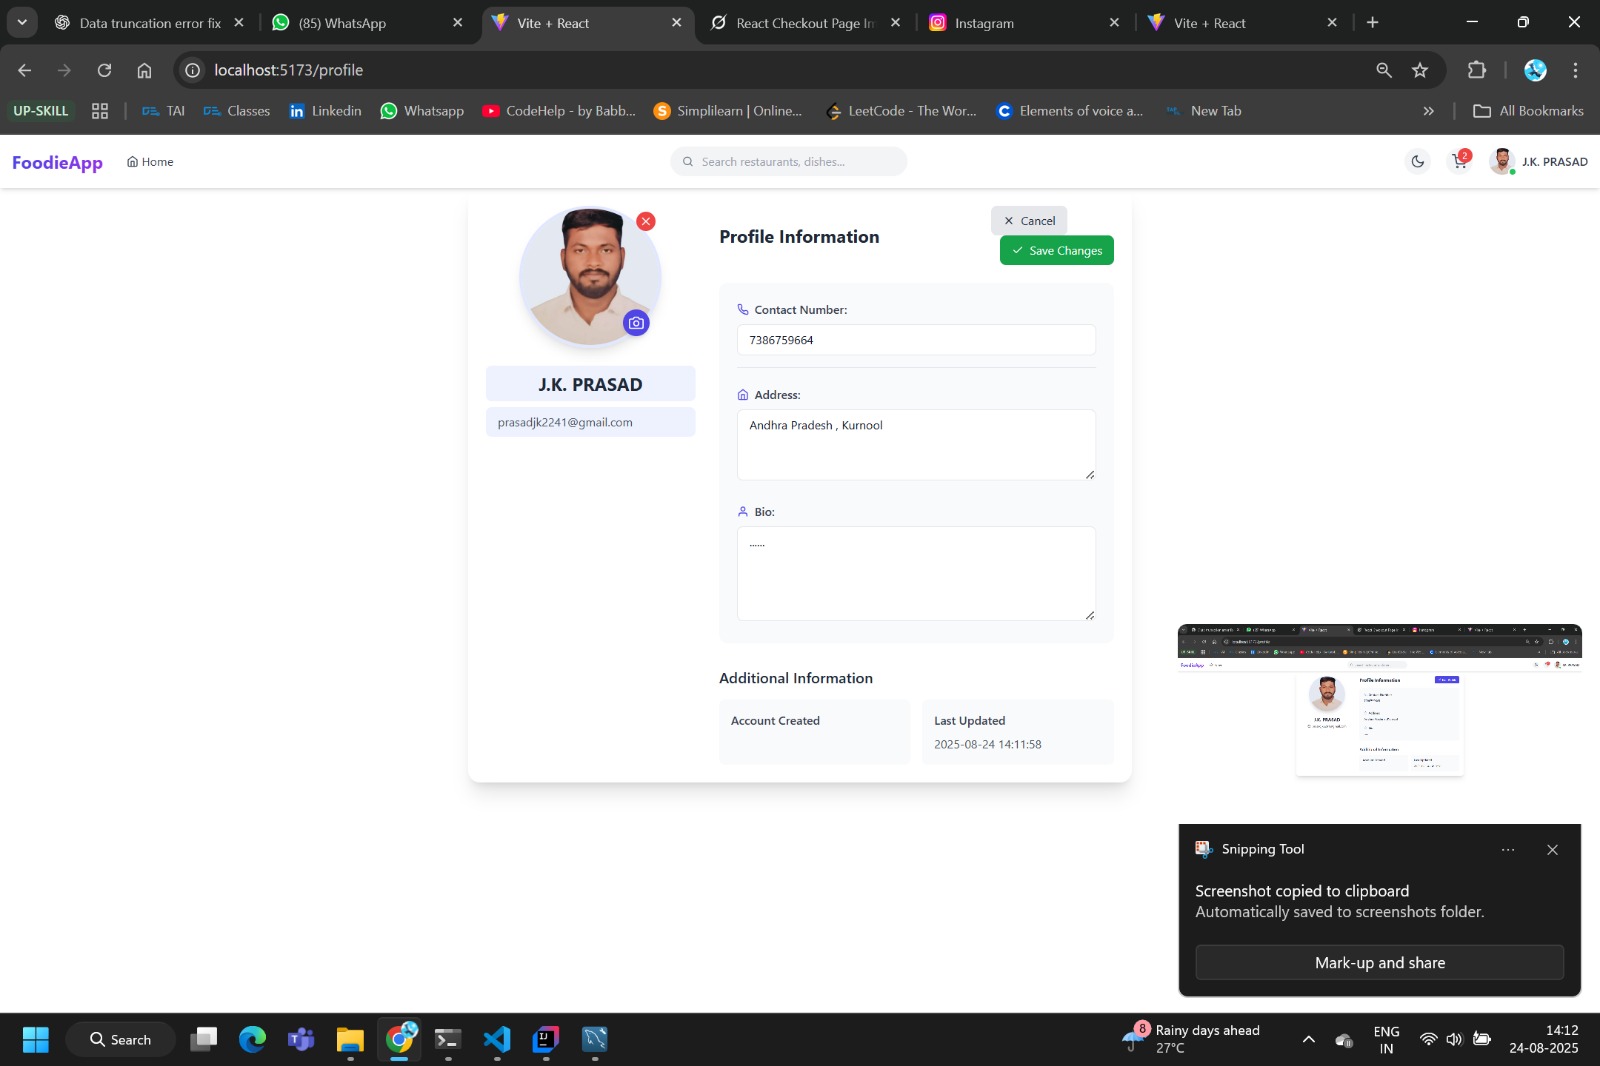 Data truncation error fix
(85) WhatsApp
Vite + React
React Checkout Page Im
Instagram
Vite + React
localhost:5173/profile
UP-SKILL
TAI
Classes
Linkedin
Whatsapp
CodeHelp - by Babb...
Simplilearn | Online...
LeetCode - The Wor...
Elements of voice a...
New Tab
All Bookmarks
FoodieApp
Home
Search restaurants, dishes...
2
J.K. PRASAD
Profile Information
Cancel
Save Changes
Contact Number:
7386759664
Address:
Andhra Pradesh , Kurnool
Bio:
......
J.K. PRASAD
prasadjk2241@gmail.com
Additional Information
Account Created
Last Updated
2025-08-24 14:11:58
FoodieApp
Profile Information
J.K. PRASAD
Snipping Tool
Screenshot copied to clipboard
Automatically saved to screenshots folder.
Mark-up and share
Search
8
Rainy days ahead
27°C
ENG
IN
14:12
24-08-2025